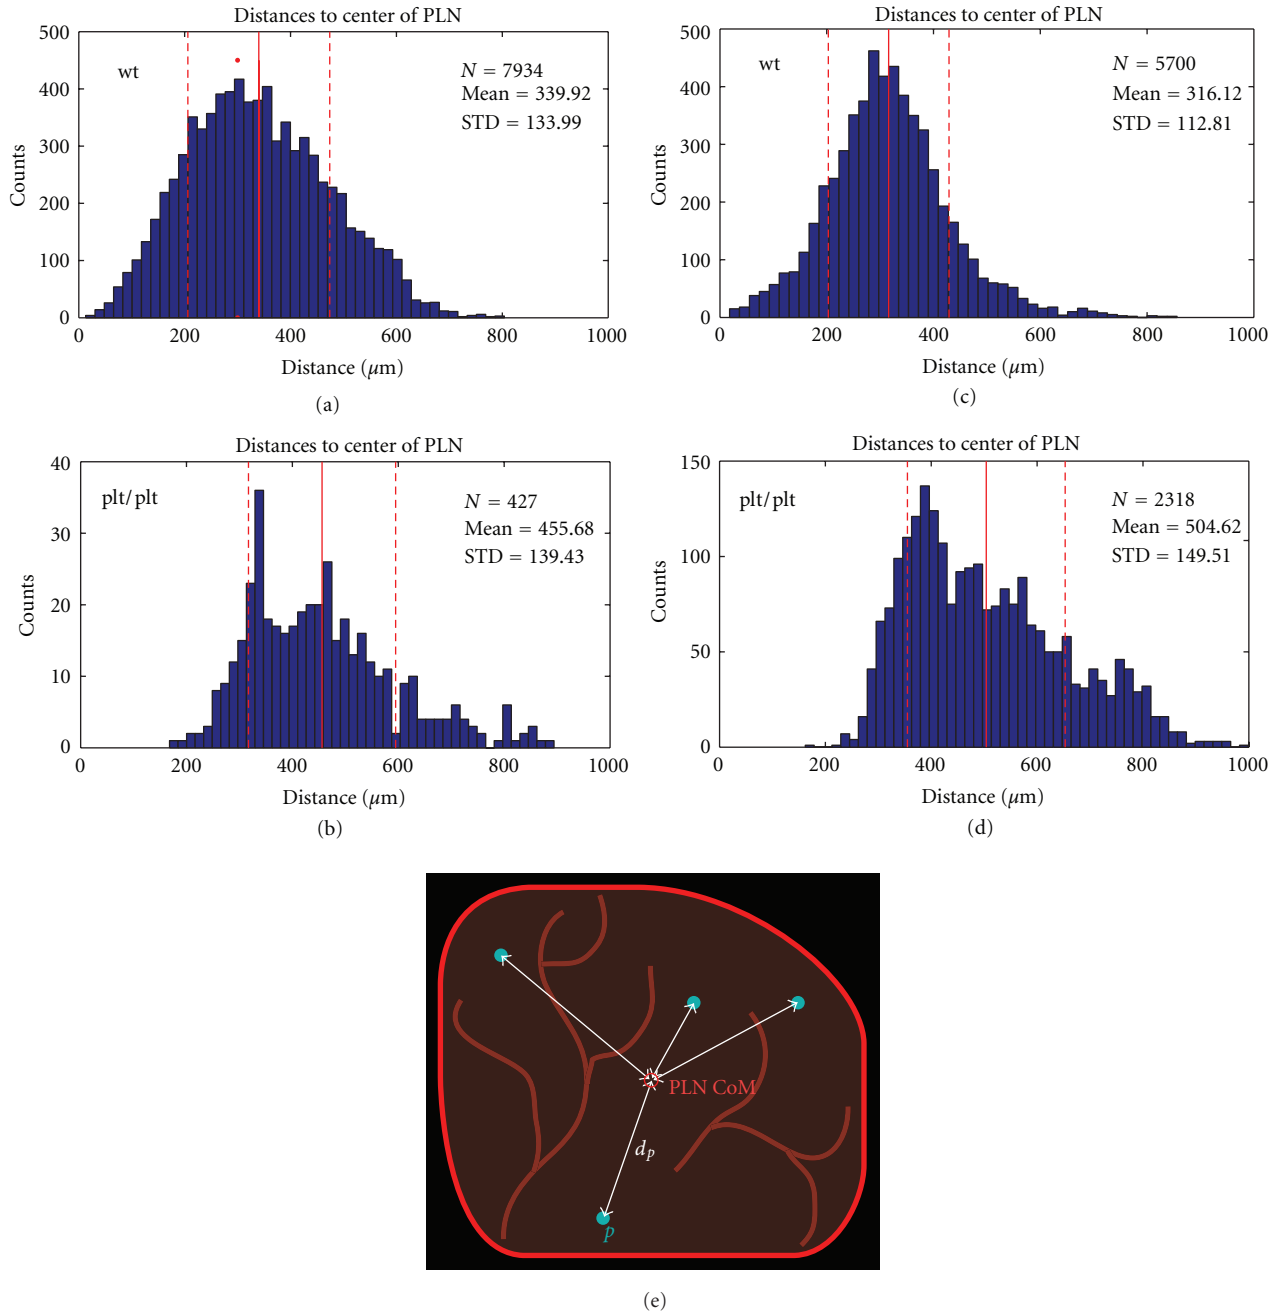 Distances to center of PLN
500
400
300
200
100
0
Counts
wt
N = 7934
Mean = 339.92
STD = 133.99
0 200 400 600 800 1000
Distance (μm)
(a)
Distances to center of PLN
500
400
300
200
100
0
Counts
wt
N = 5700
Mean = 316.12
STD = 112.81
0 200 400 600 800 1000
Distance (μm)
(c)
Distances to center of PLN
40
30
20
10
0
Counts
plt/plt
N = 427
Mean = 455.68
STD = 139.43
0 200 400 600 800 1000
Distance (μm)
(b)
Distances to center of PLN
150
100
50
0
Counts
plt/plt
N = 2318
Mean = 504.62
STD = 149.51
0 200 400 600 800 1000
Distance (μm)
(d)
PLN CoM
dp
p
(e)